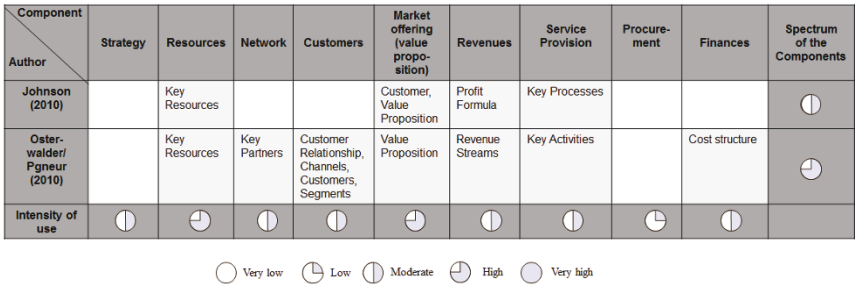 Component
Author
Strategy
Resources
Network
Customers
Market
offering
(value
propo-
sition)
Revenues
Service
Provision
Procure-
ment
Finances
Spectrum
of the
Components
Johnson
(2010)
Key
Resources
Customer,
Value
Proposition
Profit
Formula
Key Processes
Oster-
walder/
Pgneur
(2010)
Key
Resources
Key
Partners
Customer
Relationship,
Channels,
Customers,
Segments
Value
Proposition
Revenue
Streams
Key Activities
Cost structure
Intensity of
use
Very low
Low
Moderate
High
Very high